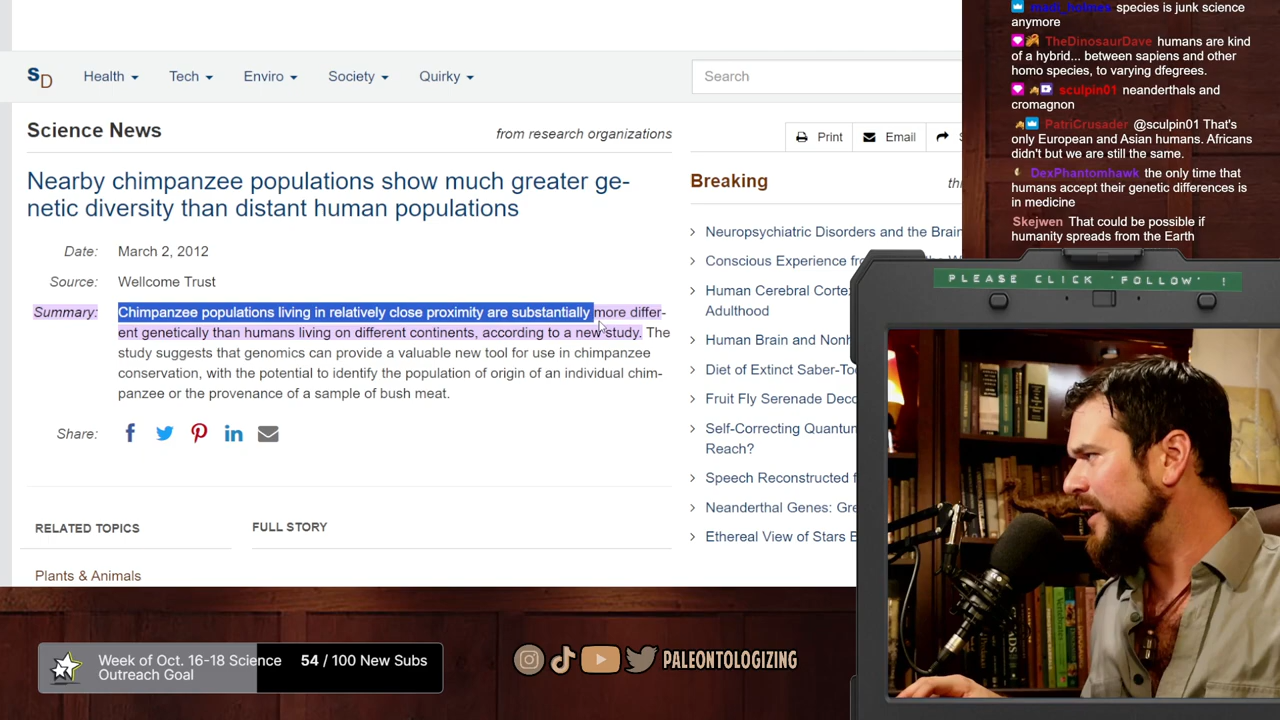 SD
Health
Tech
Enviro
Society
Quirky
Search
Science News
from research organizations
Nearby chimpanzee populations show much greater ge-
netic diversity than distant human populations
Date:
March 2, 2012
Source:
Wellcome Trust
Summary:
Chimpanzee populations living in relatively close proximity are substantially more differ-
ent genetically than humans living on different continents, according to a new study. The
study suggests that genomics can provide a valuable new tool for use in chimpanzee
conservation, with the potential to identify the population of origin of an individual chim-
panzee or the provenance of a sample of bush meat.
Share:
RELATED TOPICS
FULL STORY
Plants & Animals
Print
Email
Breaking
Neuropsychiatric Disorders and the Brain
Conscious Experience
Human Cerebral
Adulthood
Human Brain and
Diet of Extinct
Fruit Fly Serenade
Self-Correcting
Reach?
Speech Reconstructed
Neanderthal Genes:
Ethereal View of Stars
species is junk science
anymore
TheDinosaurDave humans are kind
of a hybrid... between sapiens and other
homo species, to varying dfegrees.
sculpin01 neanderthals and
cromagnon
PatriCrusader @sculpin01 That's
only European and Asian humans. Africans
didn't but we are still the same.
DexPhantomhawk the only time that
humans accept their genetic differences is
in medicine
Skejwen That could be possible if
humanity spreads from the Earth
PLEASE CLICK 'FOLLOW' !
Week of Oct. 16-18 Science
Outreach Goal
54 / 100 New Subs
PALEONTOLOGIZING